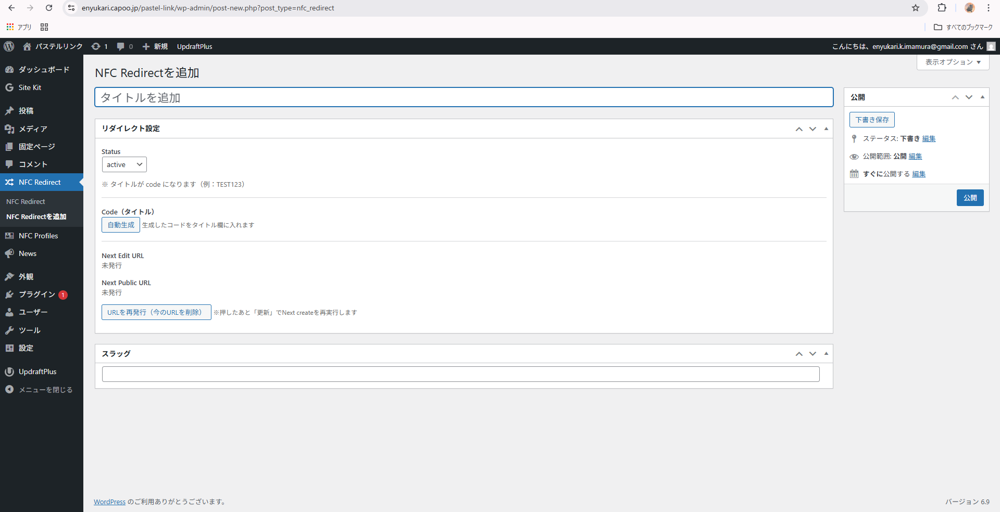 enyukari.capoo.jp/pastel-link/wp-admin/post-new.php?post_type=nfc_redirect
アプリ
すべてのブックマーク
パステルリンク
1
0
新規
UpdraftPlus
こんにちは、enyukari.k.imamura@gmail.com さん
ダッシュボード
Site Kit
投稿
メディア
固定ページ
コメント
NFC Redirect
NFC Redirect
NFC Redirectを追加
NFC Profiles
News
外観
プラグイン 1
ユーザー
ツール
設定
UpdraftPlus
メニューを閉じる
表示オプション
NFC Redirectを追加
タイトルを追加
リダイレクト設定
Status
active
※ タイトルが code になります（例：TEST123）
Code（タイトル）
自動生成 生成したコードをタイトル欄に入れます
Next Edit URL
未発行
Next Public URL
未発行
URLを再発行（今のURLを削除） ※押したあと「更新」でNext createを再実行します
スラッグ
公開
下書き保存
ステータス: 下書き 編集
公開範囲: 公開 編集
すぐに公開する 編集
公開
WordPress のご利用ありがとうございます。
バージョン 6.9